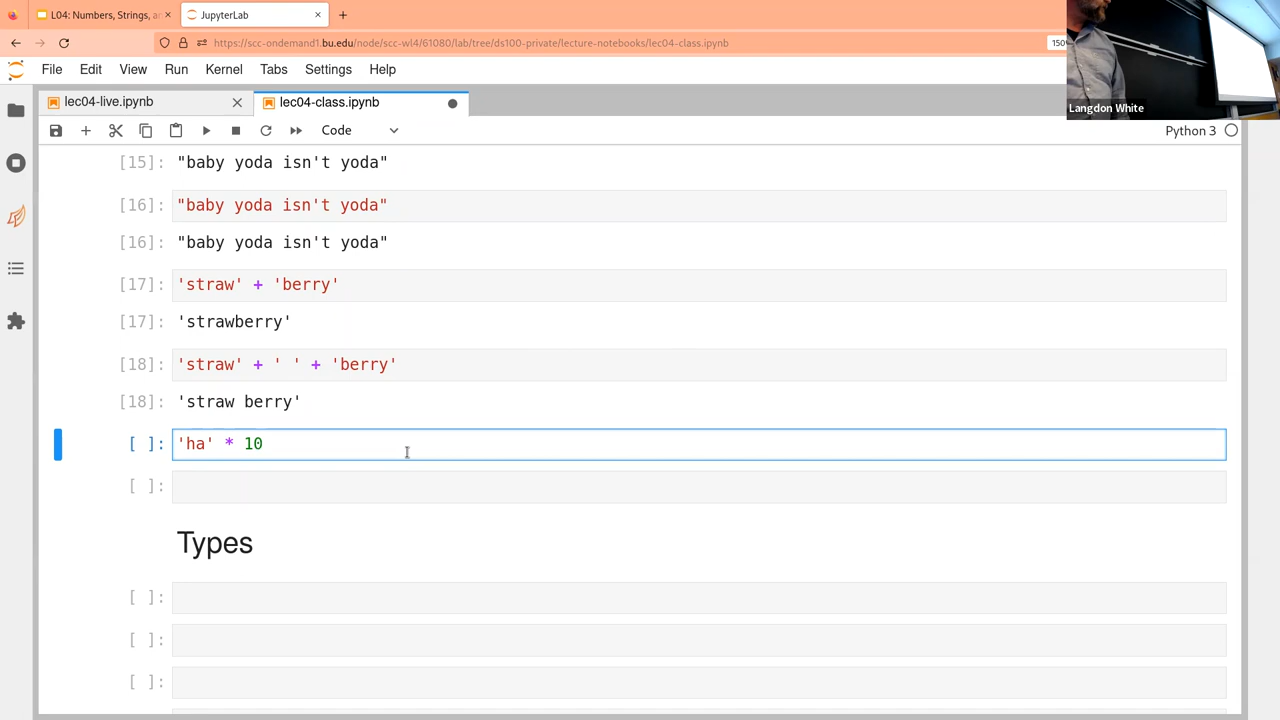 L04: Numbers, Strings, a
JupyterLab
https://scc-ondemand1.bu.edu/node/scc-wl4/61080/lab/tree/ds100-private/lecture-notebooks/lec04-class.ipynb
150
File Edit View Run Kernel Tabs Settings Help
Langdon White
lec04-live.ipynb
lec04-class.ipynb
Code
Python 3
[15]: "baby yoda isn't yoda"
[16]: "baby yoda isn't yoda"
[16]: "baby yoda isn't yoda"
[17]: 'straw' + 'berry'
[17]: 'strawberry'
[18]: 'straw' + ' ' + 'berry'
[18]: 'straw berry'
[ ]: 'ha' * 10
[ ]:
Types
[ ]:
[ ]:
[ ]: